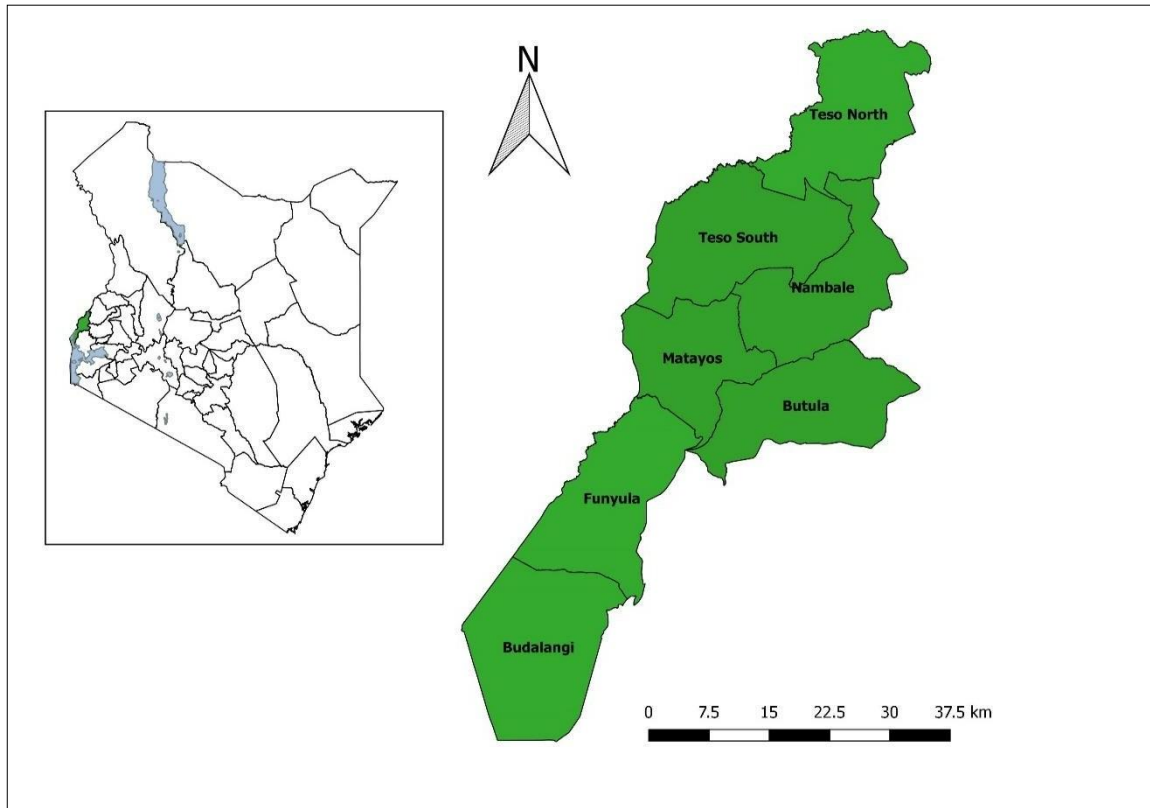 N
Teso North
Teso South
Nambale
Matayos
Butula
Funyula
Budalangi
0 7.5 15 22.5 30 37.5 km